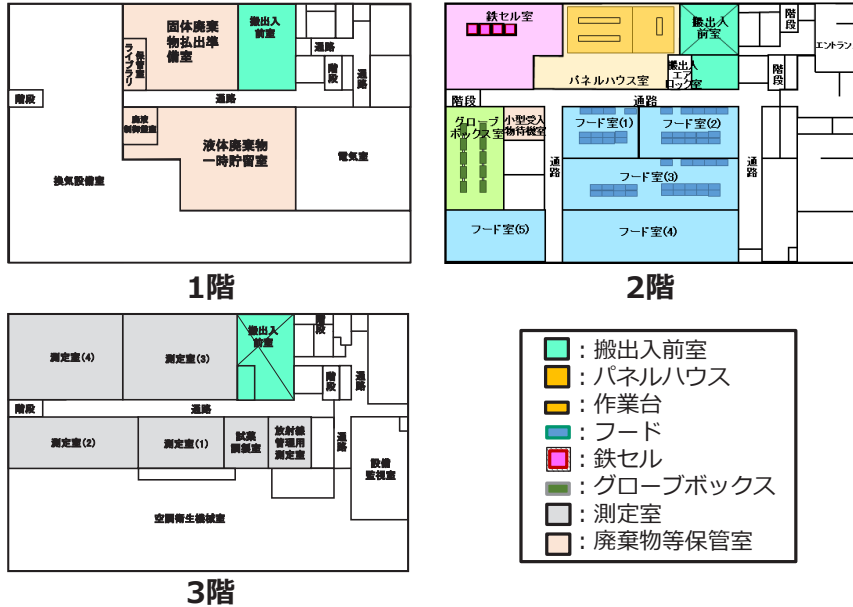 固体廃棄
物払出準
備室
搬出入
前室
保管室
ライブラリ
通路
階段
通路
階段
通路
廃液
制御盤室
液体廃棄物
一時貯留室
換気設備室
電気室
1階
鉄セル室
搬出入
前室
階段
エントラン
パネルハウス室
搬出入
エア
ロック室
階段
階段
通路
グローブ
ボックス室
小型受入
物待機室
フード室(1)
フード室(2)
通路
フード室(3)
通路
フード室(5)
フード室(4)
2階
測定室(4)
測定室(3)
搬出入
前室
階段
階段
通路
階段
通路
測定室(2)
測定室(1)
試薬
調製室
放射線
管理用
測定室
通路
設備
監視室
空調衛生機械室
3階
：搬出入前室
：パネルハウス
：作業台
：フード
：鉄セル
：グローブボックス
：測定室
：廃棄物等保管室